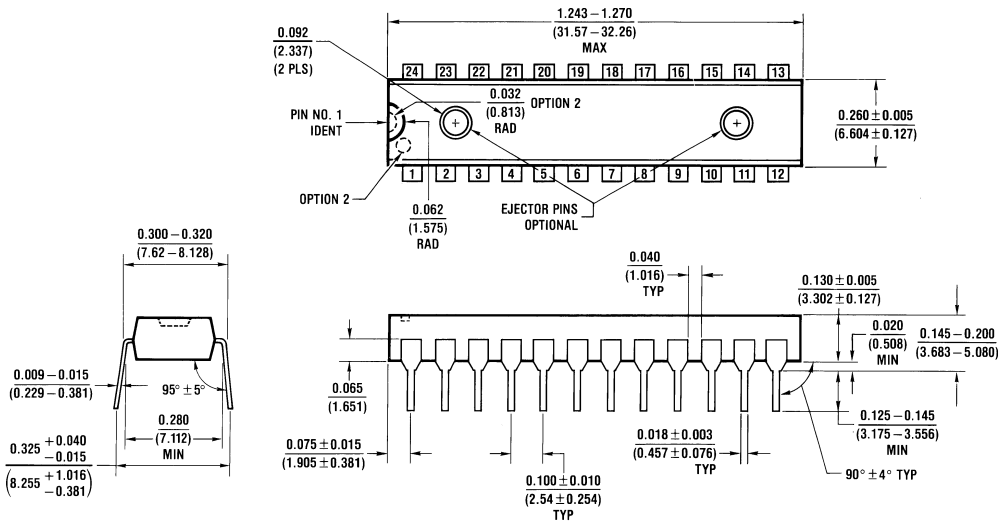 1.243 – 1.270
(31.57 – 32.26)
MAX
0.092
(2.337)
(2 PLS)
24 23 22 21 20 19 18 17 16 15 14 13
0.032
(0.813)
RAD
OPTION 2
PIN NO. 1
IDENT
0.260 ± 0.005
(6.604 ± 0.127)
1 2 3 4 5 6 7 8 9 10 11 12
OPTION 2
0.062
(1.575)
RAD
EJECTOR PINS
OPTIONAL
0.300 – 0.320
(7.62 – 8.128)
0.040
(1.016)
TYP
0.130 ± 0.005
(3.302 ± 0.127)
0.020
(0.508)
MIN
0.145 – 0.200
(3.683 – 5.080)
0.009 – 0.015
(0.229 – 0.381)
95° ± 5°
0.280
(7.112)
MIN
0.325 + 0.040
– 0.015
(8.255 + 1.016
– 0.381)
0.065
(1.651)
0.075 ± 0.015
(1.905 ± 0.381)
0.100 ± 0.010
(2.54 ± 0.254)
TYP
0.018 ± 0.003
(0.457 ± 0.076)
TYP
0.125 – 0.145
(3.175 – 3.556)
MIN
90° ± 4° TYP